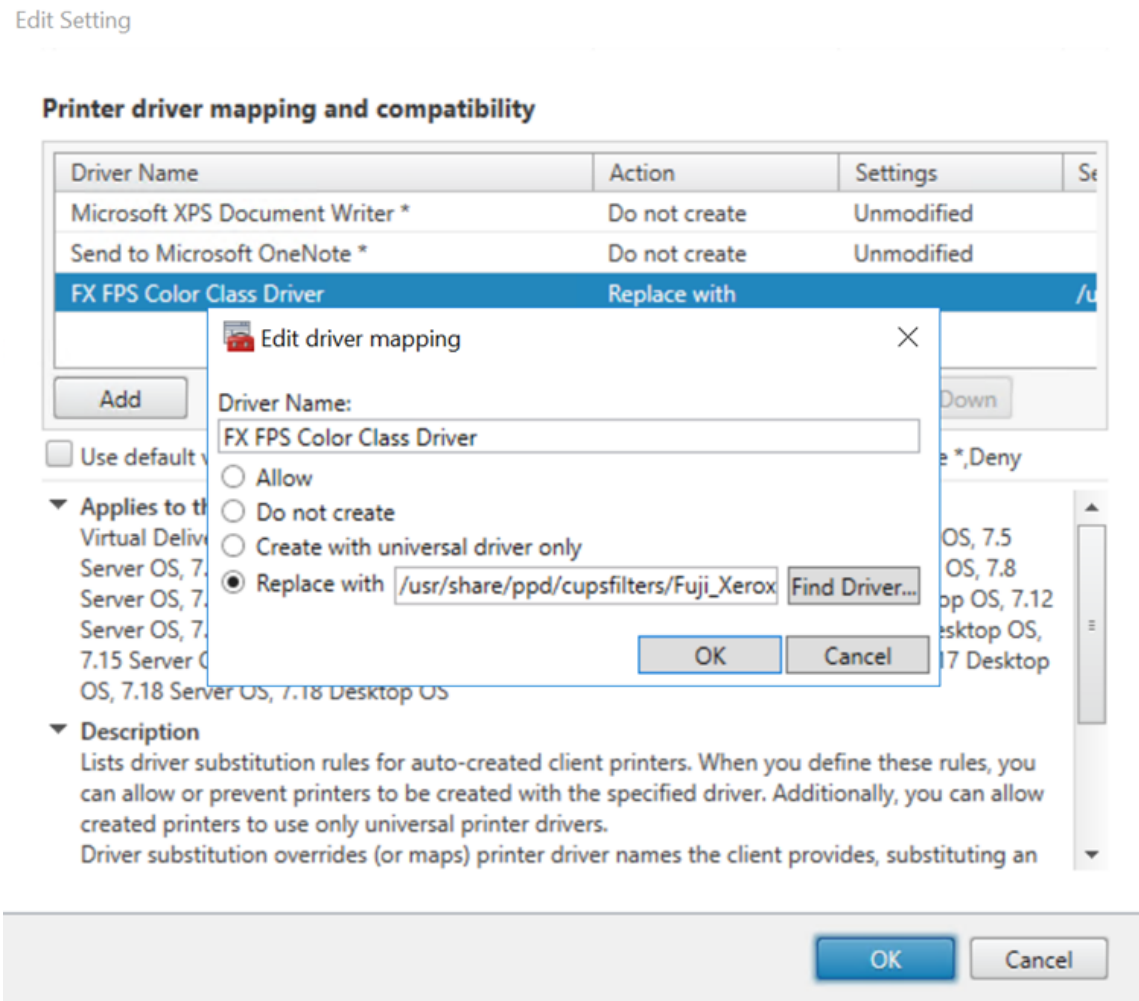 Edit Setting
Printer driver mapping and compatibility
Driver Name Action Settings
Microsoft XPS Document Writer * Do not create Unmodified
Send to Microsoft OneNote * Do not create Unmodified
FX FPS Color Class Driver Replace with
Edit driver mapping
Add Down
Driver Name:
FX FPS Color Class Driver
Use default *,Deny
Allow
Applies to
Do not create
Virtual OS, 7.5
Create with universal driver only
Server OS, OS, 7.8
Replace with /usr/share/ppd/cupsfilters/Fuji_Xerox Find Driver...
Server OS, OS, 7.12
Server OS, OS,
OK Cancel
7.15 Server Desktop
OS, 7.18 Server OS, 7.18 Desktop OS
Description
Lists driver substitution rules for auto-created client printers. When you define these rules, you
can allow or prevent printers to be created with the specified driver. Additionally, you can allow
created printers to use only universal printer drivers.
Driver substitution overrides (or maps) printer driver names the client provides, substituting an
OK Cancel